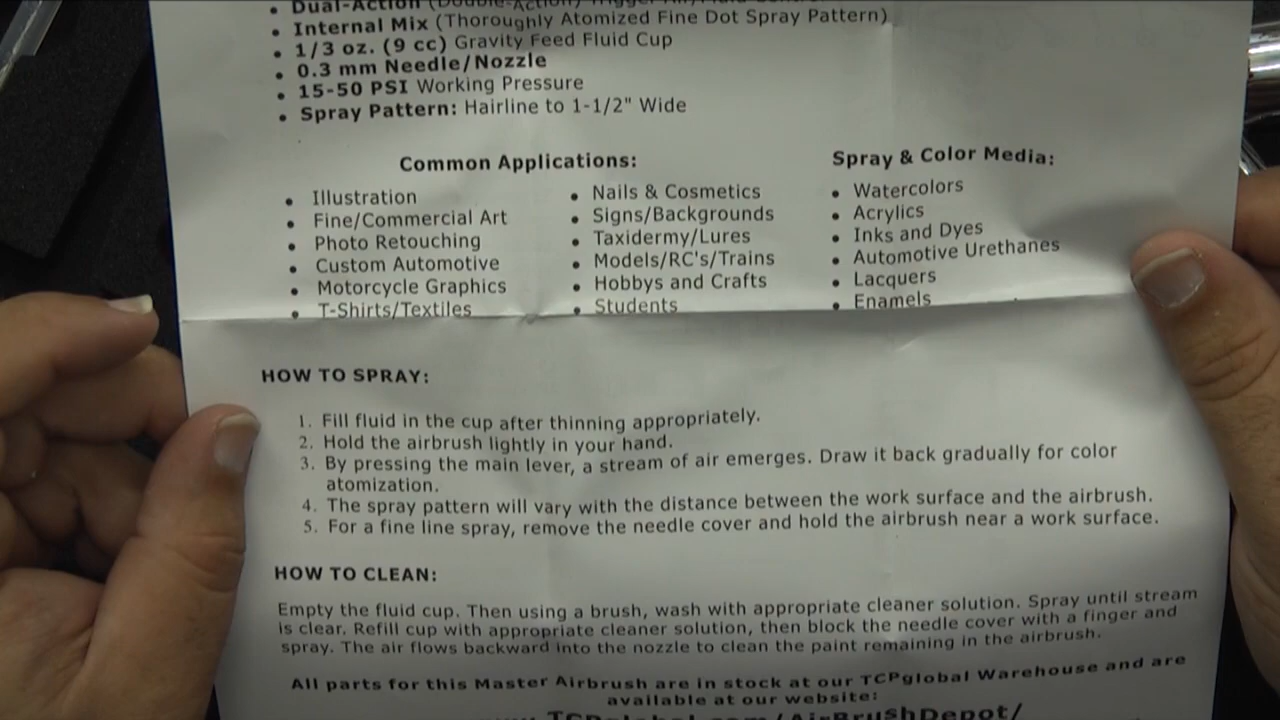 • Dual-Action (Double-Action) Trigger Air/Fluid
• Internal Mix (Thoroughly Atomized Fine Dot Spray Pattern)
• 1/3 oz. (9 cc) Gravity Feed Fluid Cup
• 0.3 mm Needle/Nozzle
• 15-50 PSI Working Pressure
• Spray Pattern: Hairline to 1-1/2" Wide
Common Applications:
• Illustration
• Fine/Commercial Art
• Photo Retouching
• Custom Automotive
• Motorcycle Graphics
• T-Shirts/Textiles
• Nails & Cosmetics
• Signs/Backgrounds
• Taxidermy/Lures
• Models/RC's/Trains
• Hobbys and Crafts
• Students
Spray & Color Media:
• Watercolors
• Acrylics
• Inks and Dyes
• Automotive Urethanes
• Lacquers
• Enamels
HOW TO SPRAY:
1. Fill fluid in the cup after thinning appropriately.
2. Hold the airbrush lightly in your hand.
3. By pressing the main lever, a stream of air emerges. Draw it back gradually for color
atomization.
4. The spray pattern will vary with the distance between the work surface and the airbrush.
5. For a fine line spray, remove the needle cover and hold the airbrush near a work surface.
HOW TO CLEAN:
Empty the fluid cup. Then using a brush, wash with appropriate cleaner solution. Spray until stream
is clear. Refill cup with appropriate cleaner solution, then block the needle cover with a finger and
spray. The air flows backward into the nozzle to clean the paint remaining in the airbrush.
All parts for this Master Airbrush are in stock at our TCPglobal Warehouse and are
available at our website:
TCPglobal.com/AirBrushDepot/